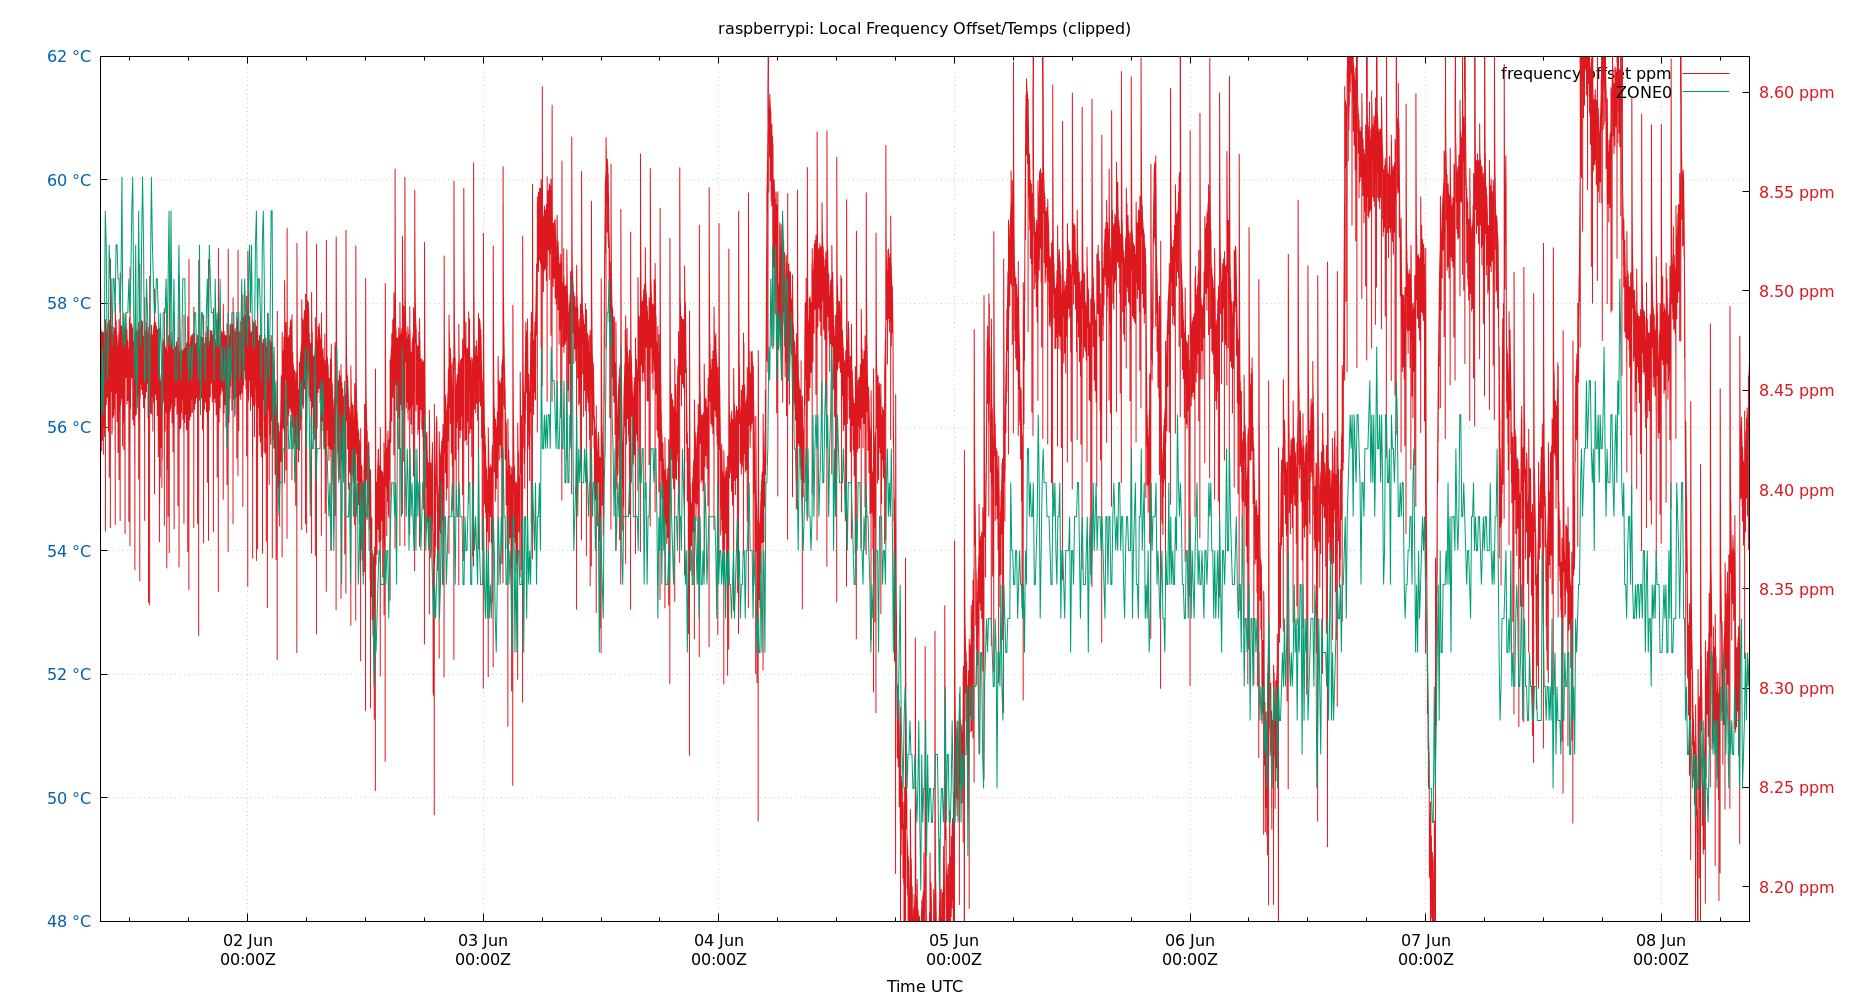 raspberrypi: Local Frequency Offset/Temps (clipped)
62 °C
60 °C
58 °C
56 °C
54 °C
52 °C
50 °C
48 °C
frequency offset ppm
ZONE0
8.60 ppm
8.55 ppm
8.50 ppm
8.45 ppm
8.40 ppm
8.35 ppm
8.30 ppm
8.25 ppm
8.20 ppm
02 Jun
00:00Z
03 Jun
00:00Z
04 Jun
00:00Z
05 Jun
00:00Z
06 Jun
00:00Z
07 Jun
00:00Z
08 Jun
00:00Z
Time UTC